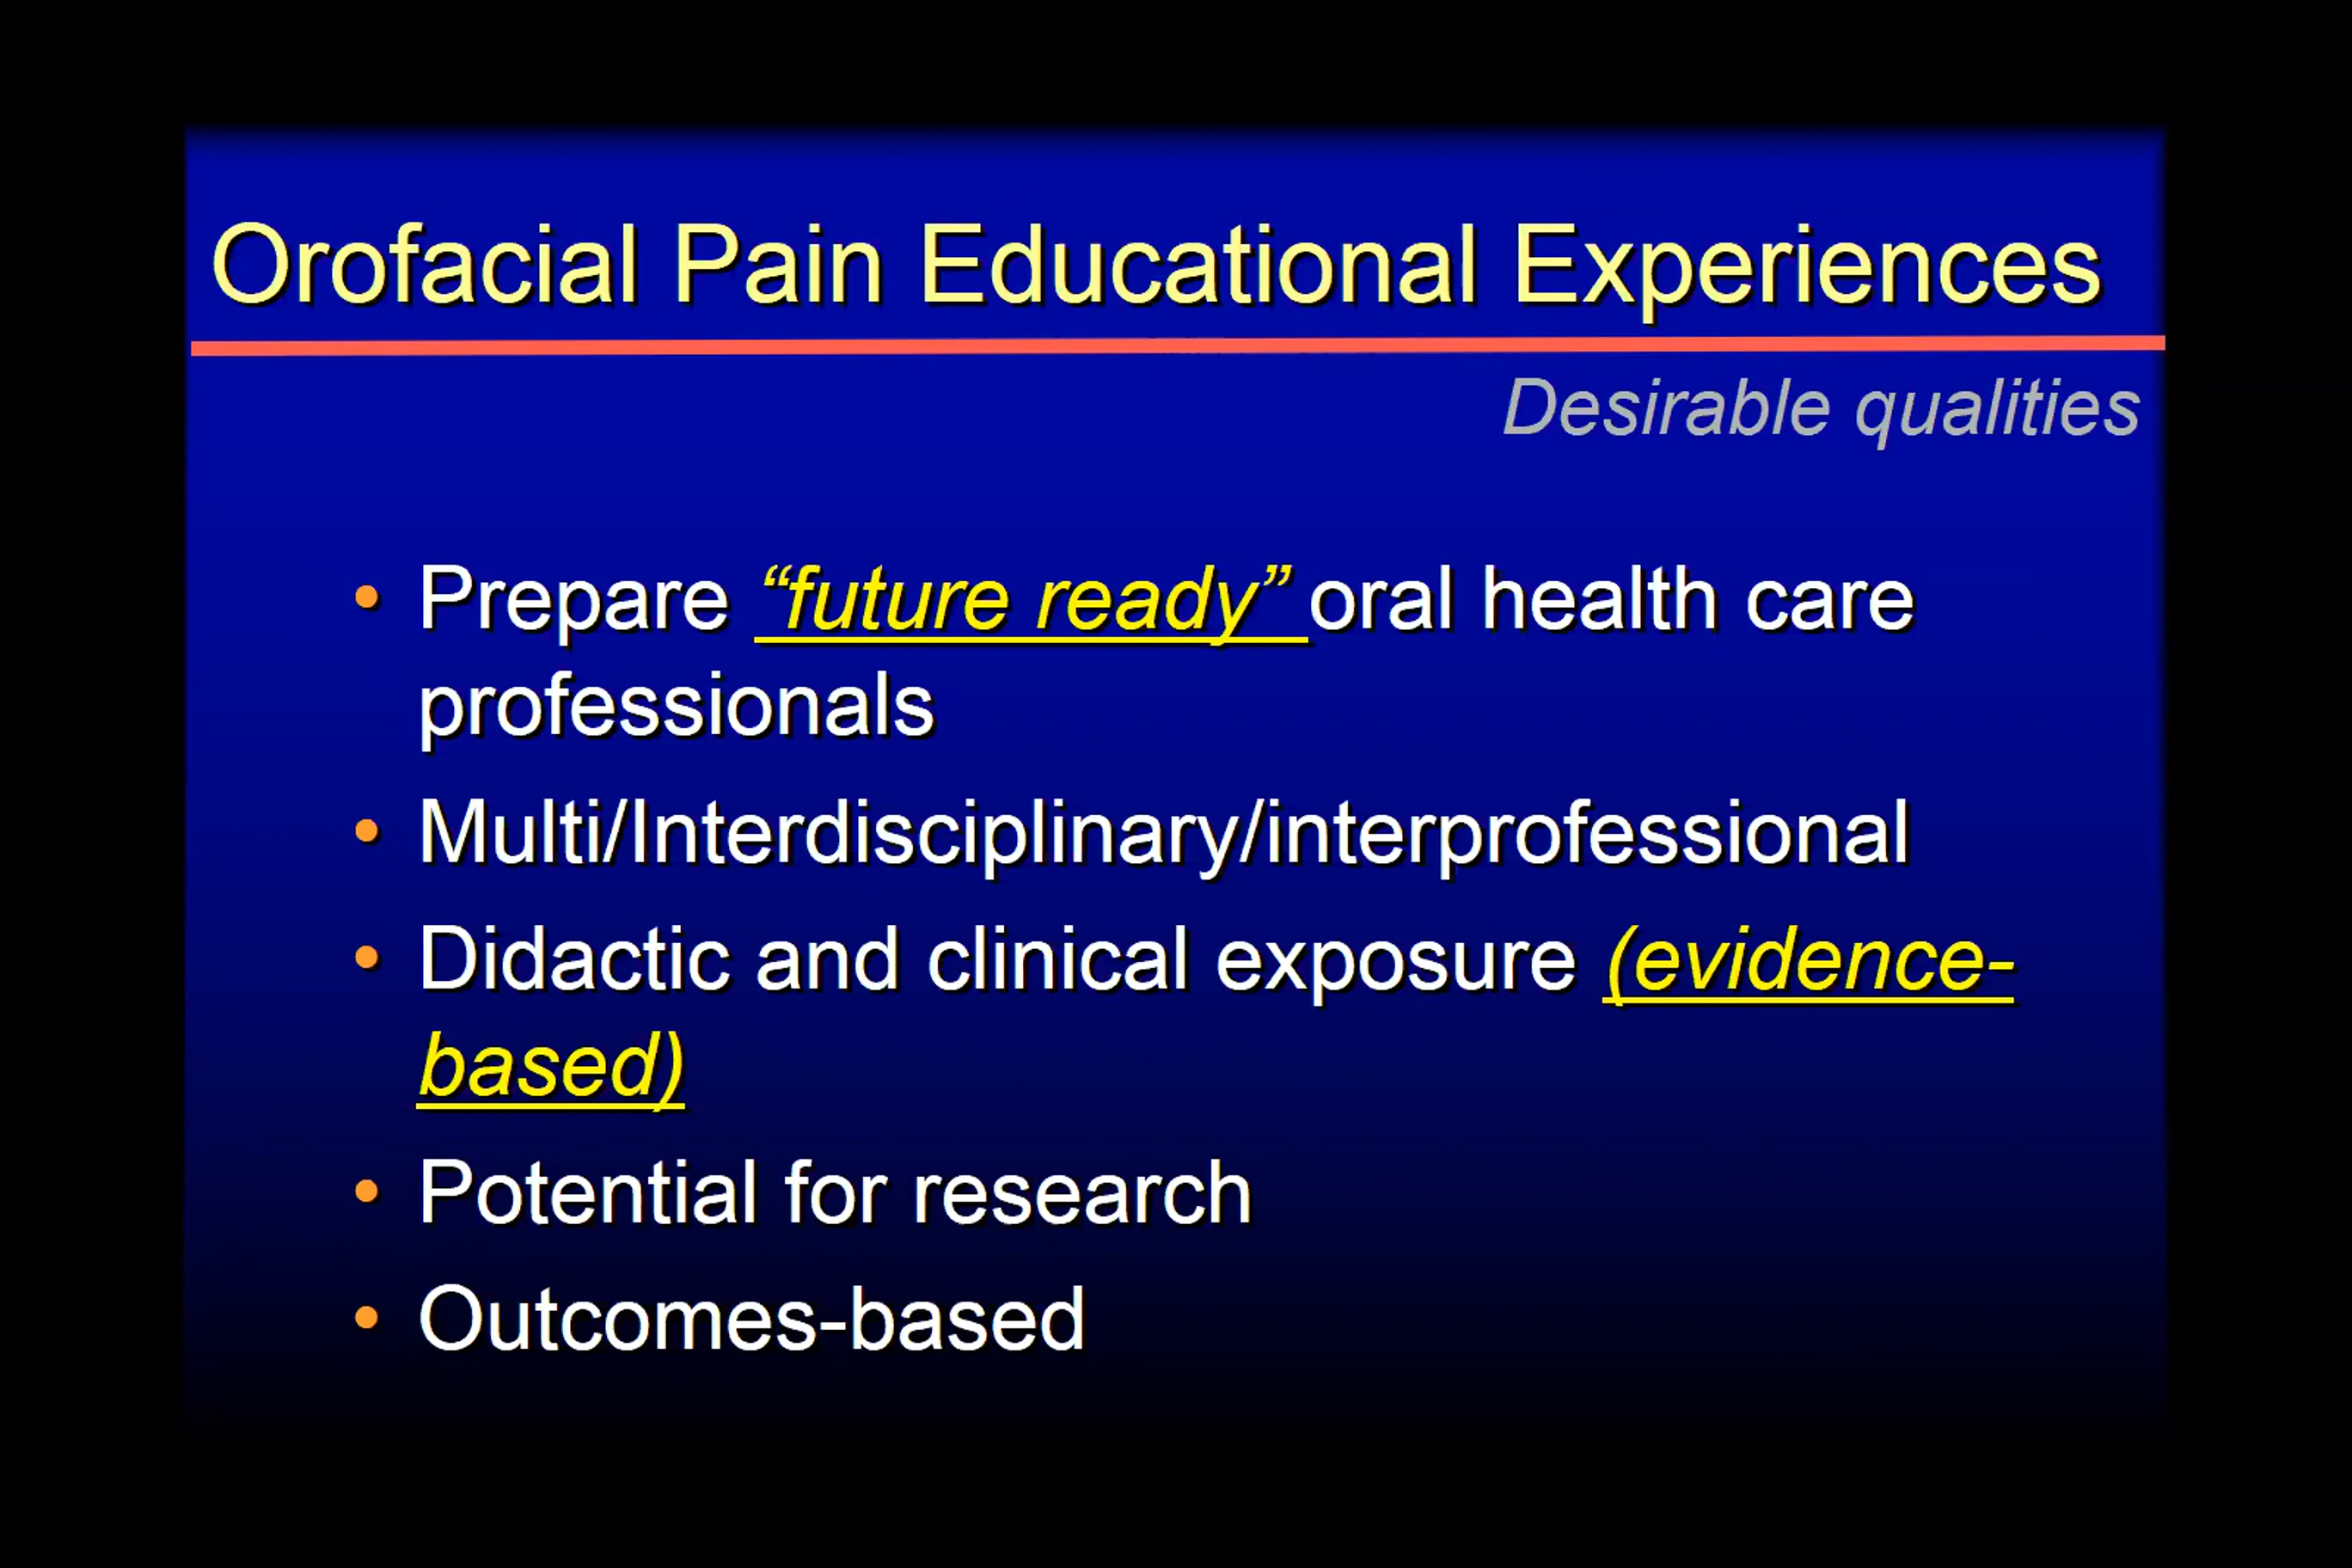 Orofacial Pain Educational Experiences
Desirable qualities
• Prepare “future ready” oral health care
professionals
• Multi/Interdisciplinary/interprofessional
• Didactic and clinical exposure (evidence-
based)
• Potential for research
• Outcomes-based